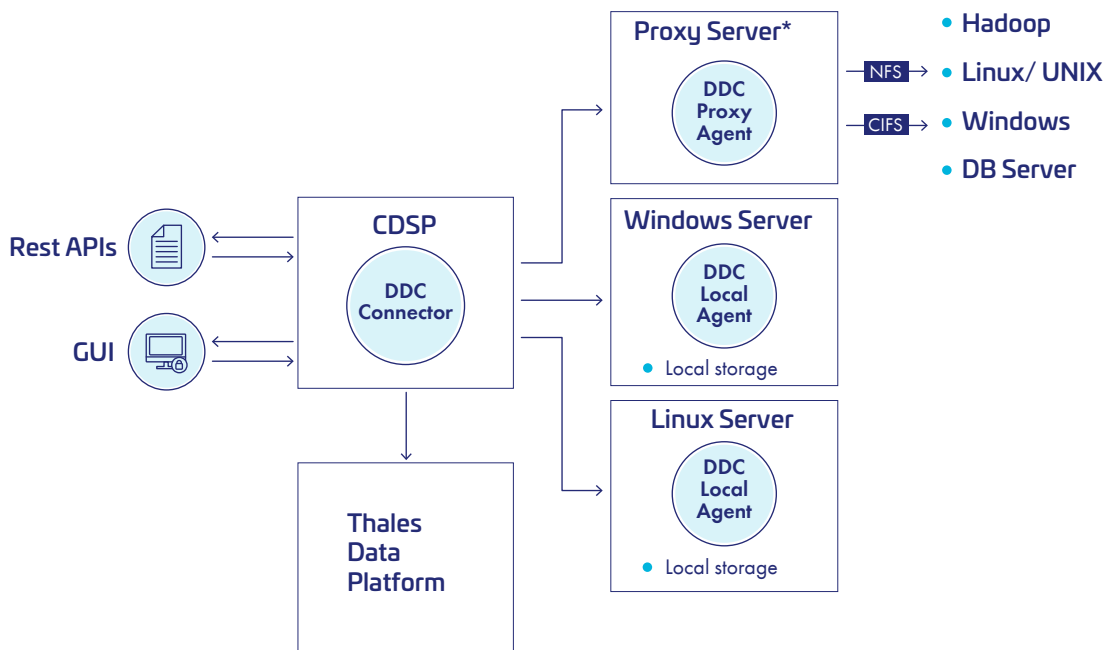 Proxy Server*
DDC
Proxy
Agent
NFS
CIFS
Hadoop
Linux/ UNIX
Windows
DB Server
Rest APIs
GUI
CDSP
DDC
Connector
Windows Server
DDC
Local
Agent
Local storage
Linux Server
DDC
Local
Agent
Local storage
Thales
Data
Platform